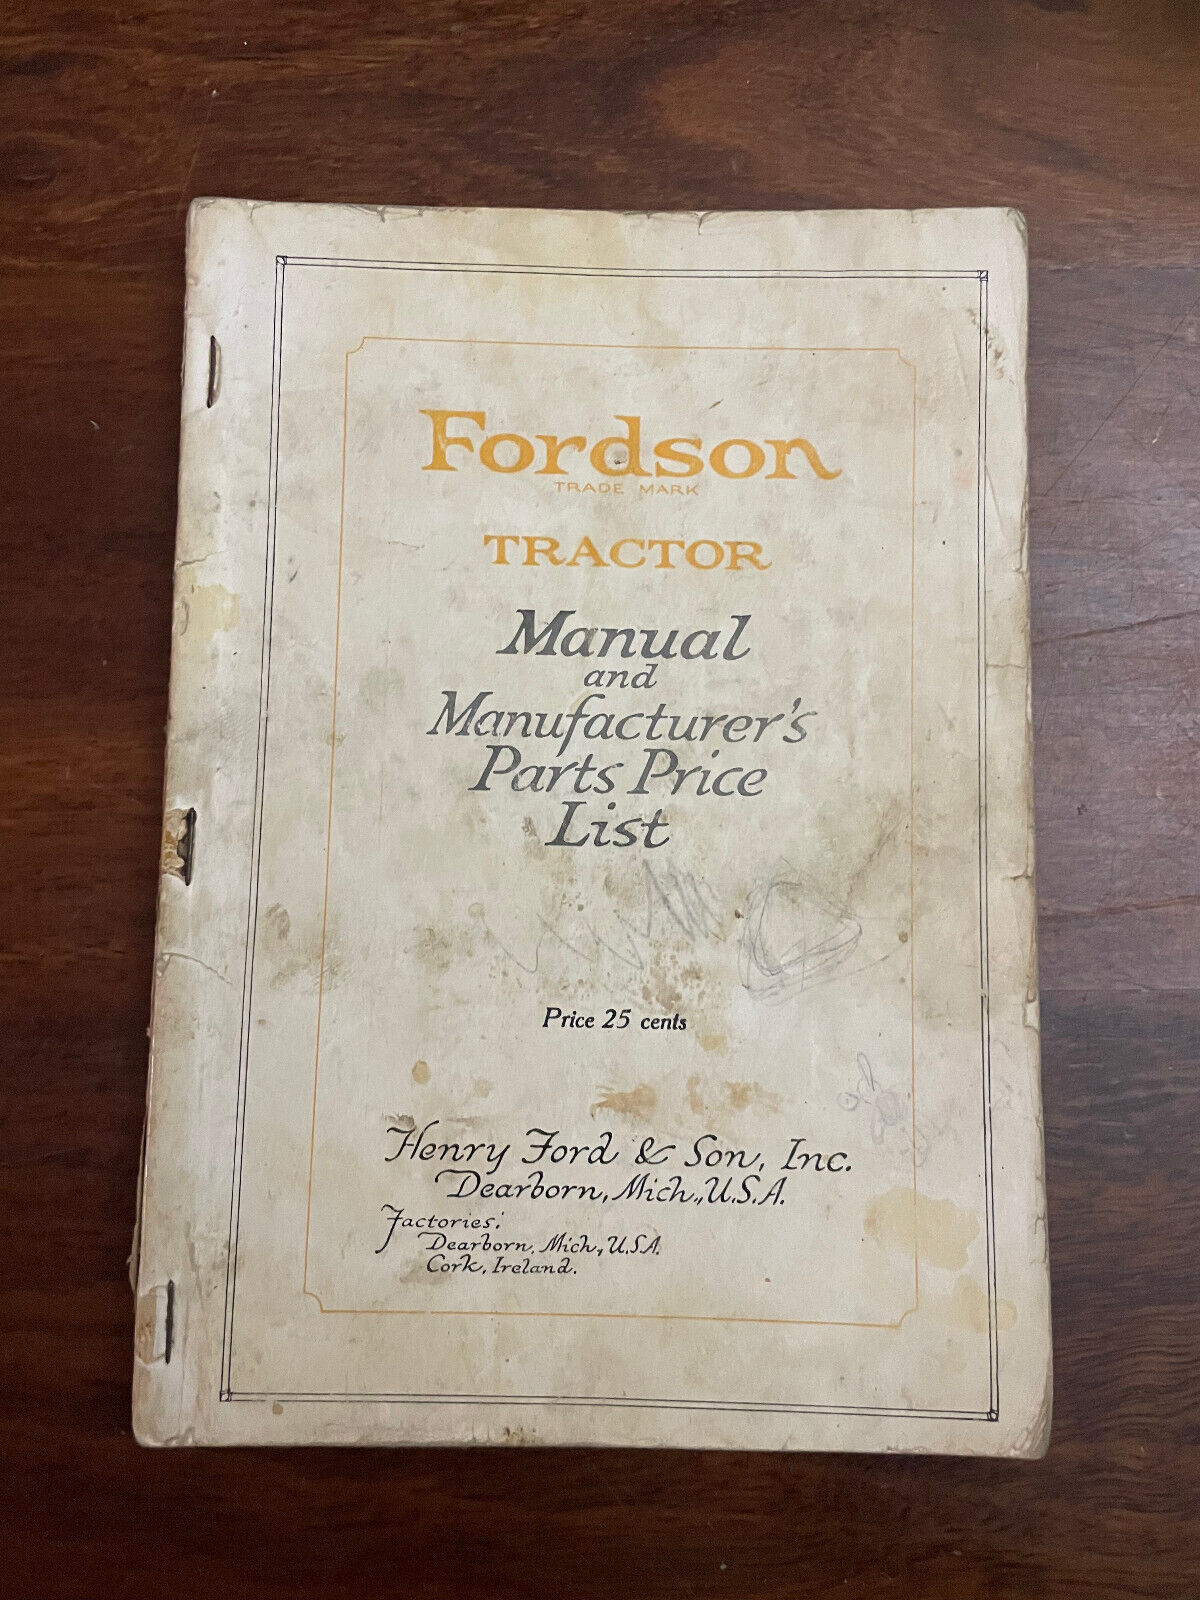 Fordson
TRADE MARK
TRACTOR
Manual
and
Manufacturer's
Parts Price
List
Price 25 cents
Henry Ford & Son, Inc.
Dearborn, Mich., U.S.A.
Factories:
Dearborn, Mich., U.S.A.
Cork, Ireland.